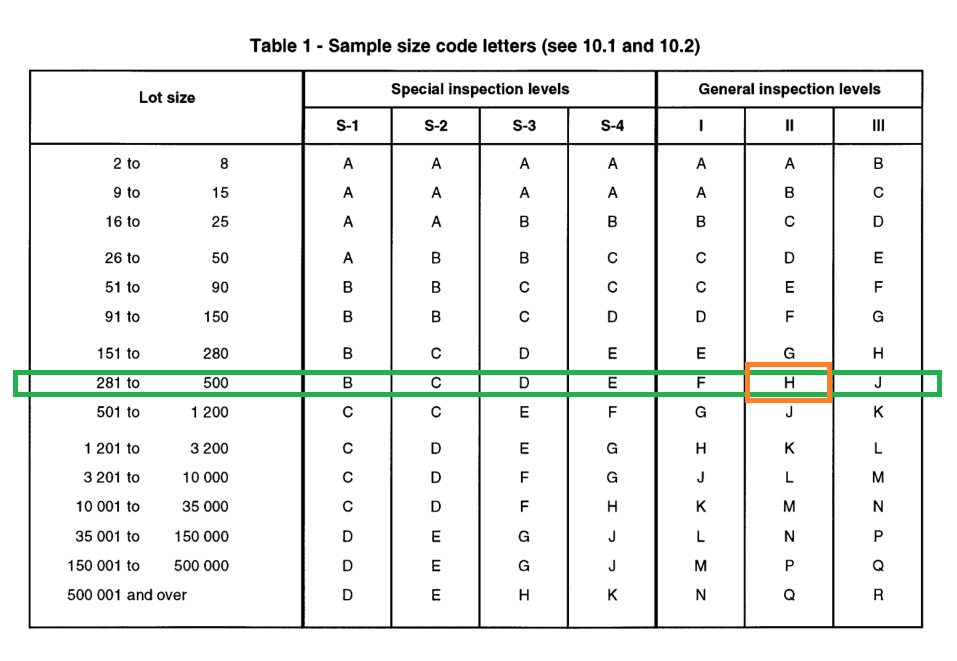 Table 1 - Sample size code letters (see 10.1 and 10.2)
Lot size Special inspection levels General inspection levels
S-1 S-2 S-3 S-4 I II III
2 to 8 A A A A A A B
9 to 15 A A A A A B C
16 to 25 A A B B B C D
26 to 50 A B B C C D E
51 to 90 B B C C C E F
91 to 150 B B C D D F G
151 to 280 B C D E E G H
281 to 500 B C D E F H J
501 to 1 200 C C E F G J K
1 201 to 3 200 C D E G H K L
3 201 to 10 000 C D F G J L M
10 001 to 35 000 C D F H K M N
35 001 to 150 000 D E G J L N P
150 001 to 500 000 D E G J M P Q
500 001 and over D E H K N Q R